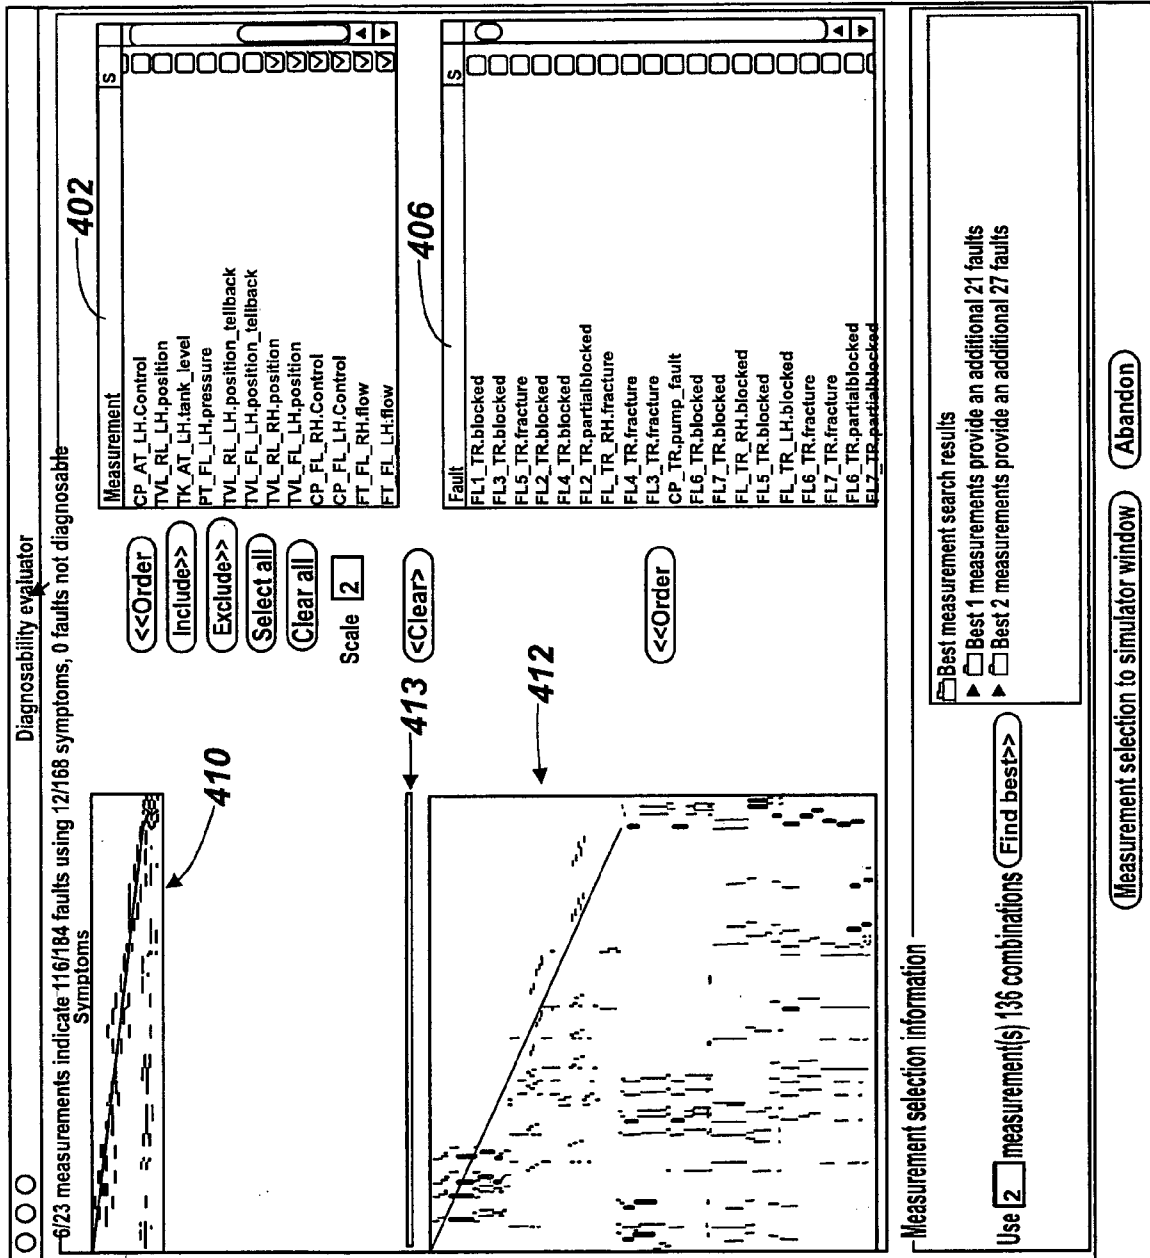 Diagnosability evaluator
6/23 measurements indicate 116/184 faults using 12/168 symptoms, 0 faults not diagnosable
Symptoms
410
<<Order
Include>>
Exclude>>
Select all
Clear all
Scale 2
402
Measurement S
CP_AT_LH.Control
TVL_RL_LH.position
TK_AT_LH.tank_level
PT_FL_LH.pressure
TVL_RL_LH.position_tellback
TVL_FL_LH.position_tellback
TVL_RL_RH.position
TVL_FL_LH.position
CP_FL_RH.Control
CP_FL_LH.Control
FT_FL_RH.flow
FT_FL_LH.flow
413
<Clear>
412
<<Order
406
Fault S
FL1_TR.blocked
FL3_TR.blocked
FL5_TR.fracture
FL2_TR.blocked
FL4_TR.blocked
FL2_TR.partialblocked
FL_TR_RH.fracture
FL4_TR.fracture
FL3_TR.fracture
CP_TR.pump_fault
FL6_TR.blocked
FL7_TR.blocked
FL_TR_RH.blocked
FL5_TR.blocked
FL_TR_LH.blocked
FL6_TR.fracture
FL7_TR.fracture
FL6_TR.partialblocked
FL7_TR.partialblocked
Measurement selection information
Use 2 measurement(s) 136 combinations Find best>>
Best measurement search results
Best 1 measurements provide an additional 21 faults
Best 2 measurements provide an additional 27 faults
Measurement selection to simulator window Abandon